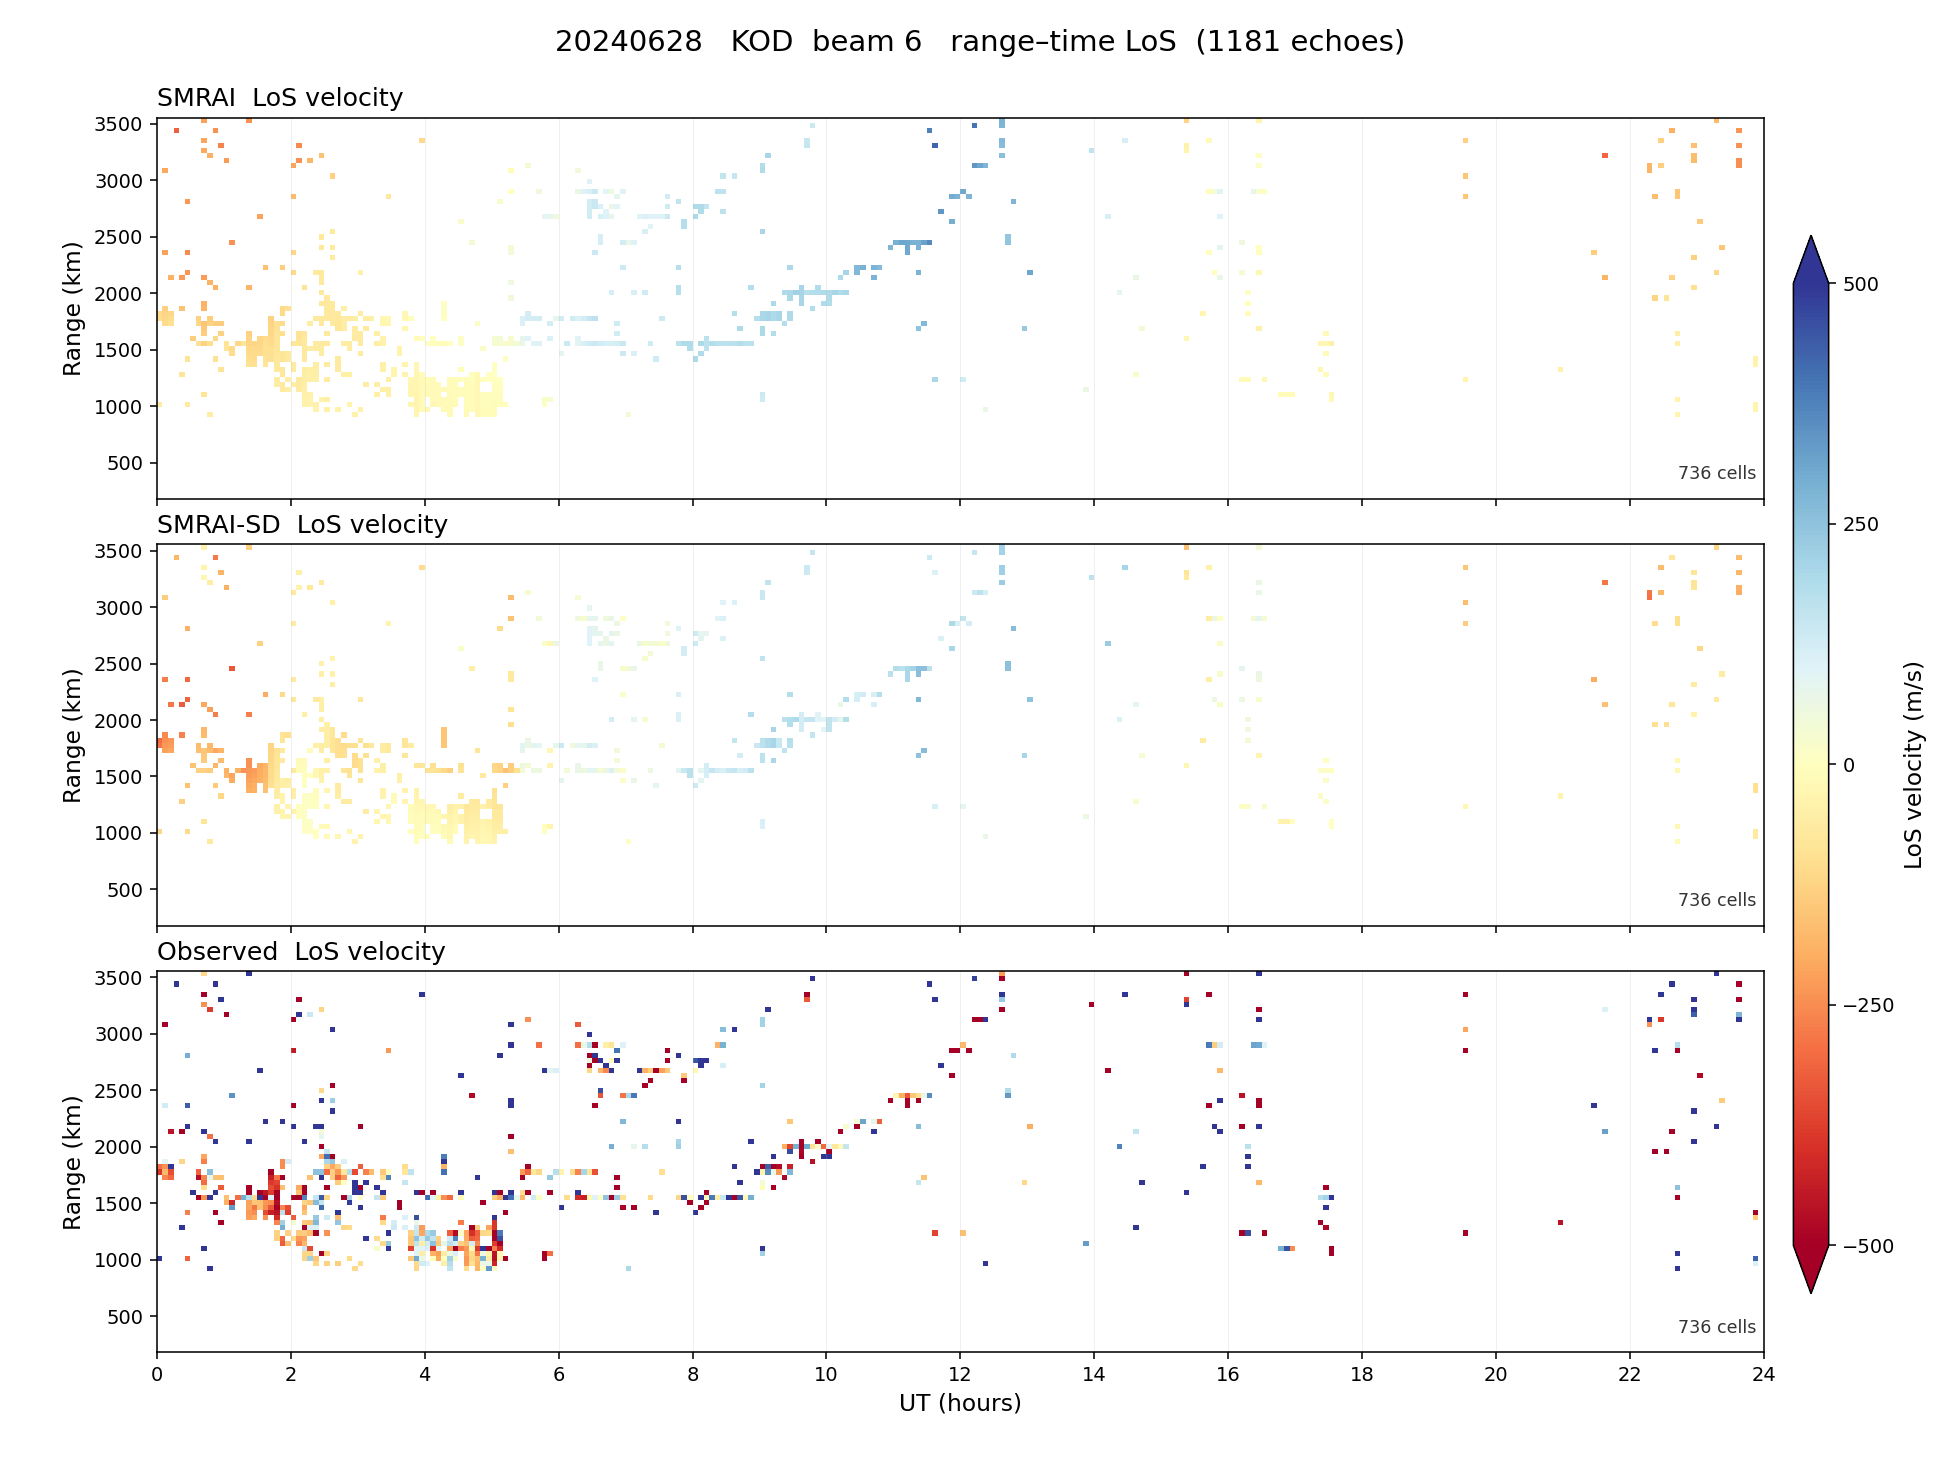 20240628   KOD  beam 6   range–time LoS  (1181 echoes)
SMRAI  LoS velocity
3500
3000
2500
2000
1500
1000
500
Range (km)
736 cells
SMRAI-SD  LoS velocity
3500
3000
2500
2000
1500
1000
500
Range (km)
736 cells
Observed  LoS velocity
3500
3000
2500
2000
1500
1000
500
Range (km)
736 cells
0 2 4 6 8 10 12 14 16 18 20 22 24
UT (hours)
500
250
0
−250
−500
LoS velocity (m/s)